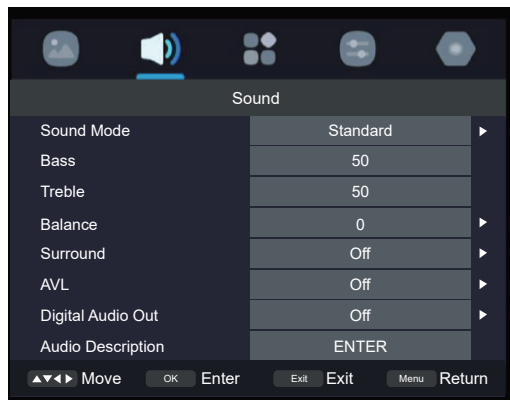 Sound
Sound Mode Standard
Bass 50
Treble 50
Balance 0
Surround Off
AVL Off
Digital Audio Out Off
Audio Description ENTER
Move OK Enter Exit Exit Menu Return